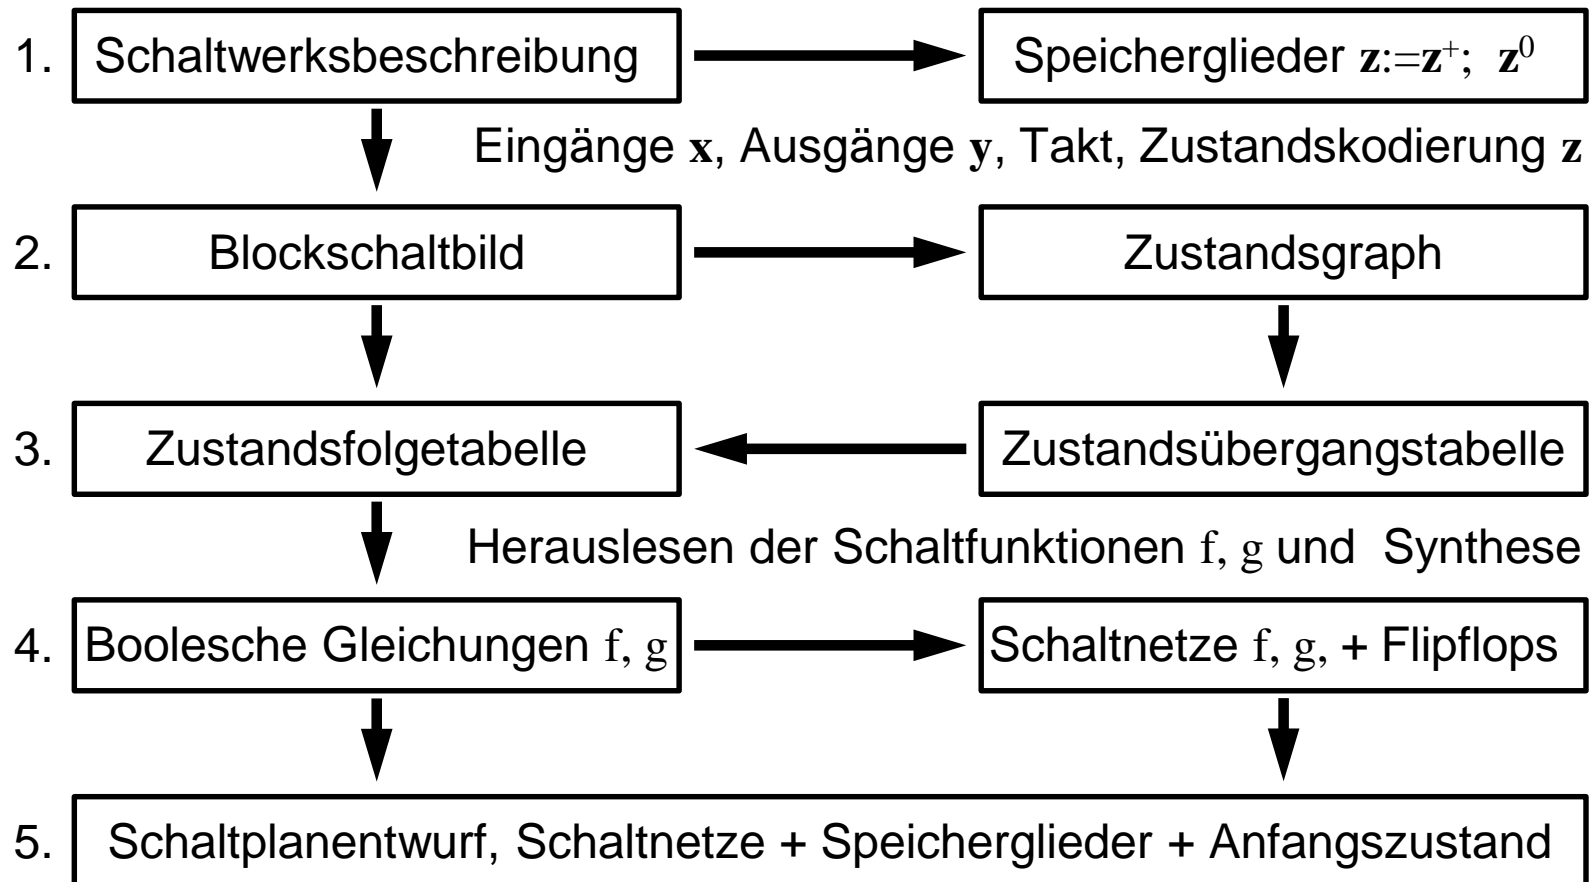 1. Schaltwerksbeschreibung Speicherglieder z:=z⁺; z⁰
Eingänge x, Ausgänge y, Takt, Zustandskodierung z
2. Blockschaltbild Zustandsgraph
3. Zustandsfolgetabelle Zustandsübergangstabelle
Herauslesen der Schaltfunktionen f, g und Synthese
4. Boolesche Gleichungen f, g Schaltnetze f, g, + Flipflops
5. Schaltplanentwurf, Schaltnetze + Speicherglieder + Anfangszustand